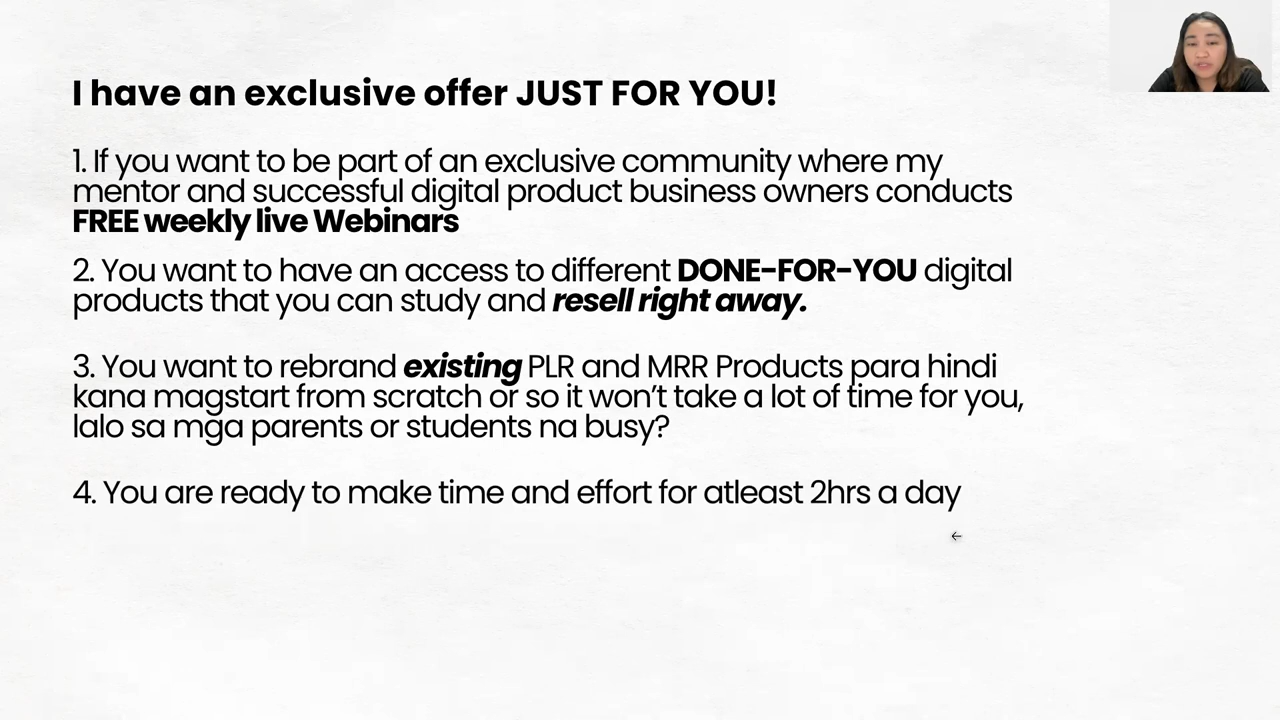 I have an exclusive offer JUST FOR YOU!
1. If you want to be part of an exclusive community where my
mentor and successful digital product business owners conducts
FREE weekly live Webinars
2. You want to have an access to different DONE-FOR-YOU digital
products that you can study and resell right away.
3. You want to rebrand existing PLR and MRR Products para hindi
kana magstart from scratch or so it won't take a lot of time for you,
lalo sa mga parents or students na busy?
4. You are ready to make time and effort for atleast 2hrs a day